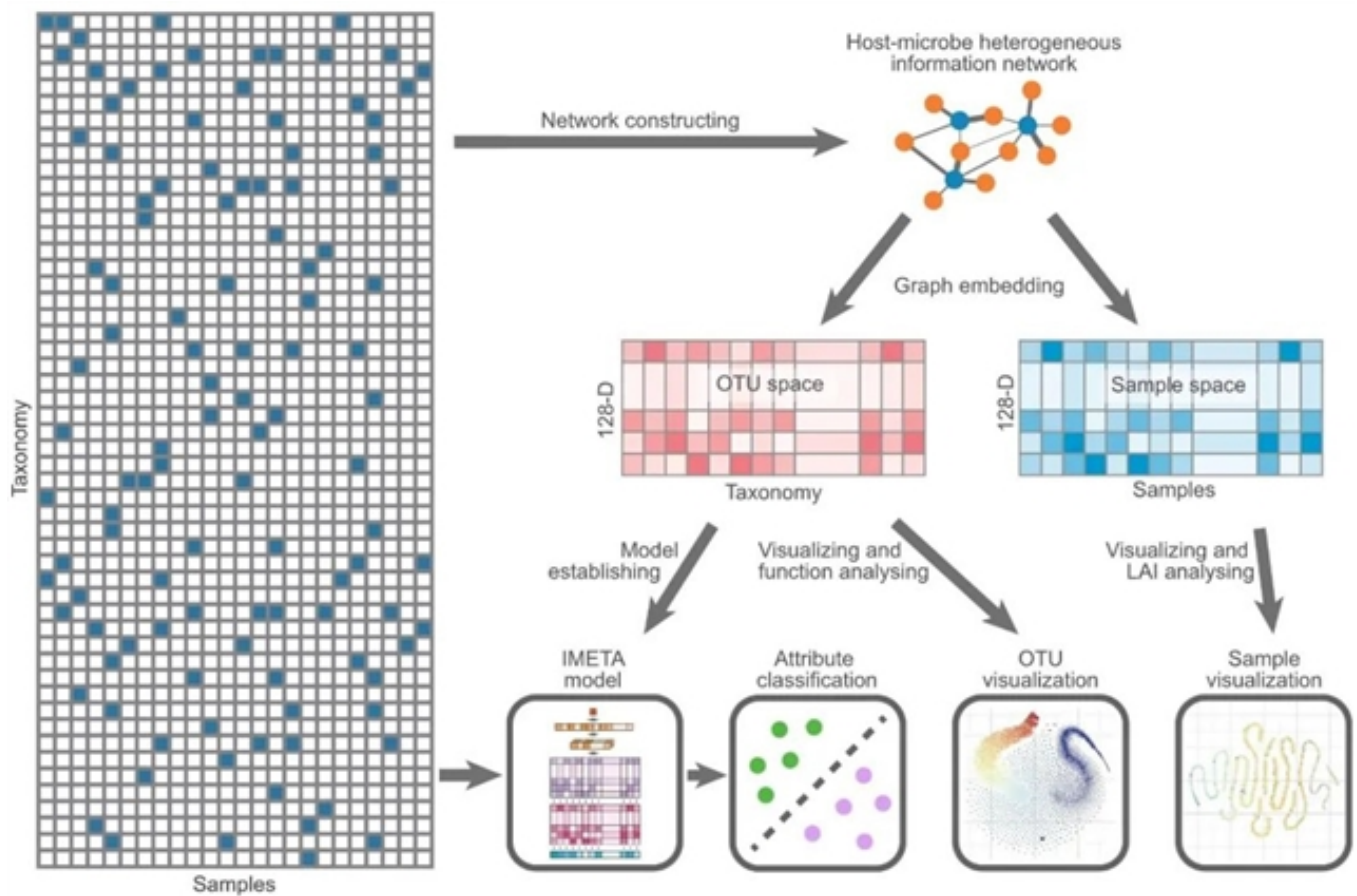 Host-microbe heterogeneous
information network
Network constructing
Graph embedding
Taxonomy
128-D
OTU space
128-D
Sample space
Taxonomy
Samples
Model
establishing
Visualizing and
function analysing
Visualizing and
LAI analysing
IMETA
model
Attribute
classification
OTU
visualization
Sample
visualization
Samples